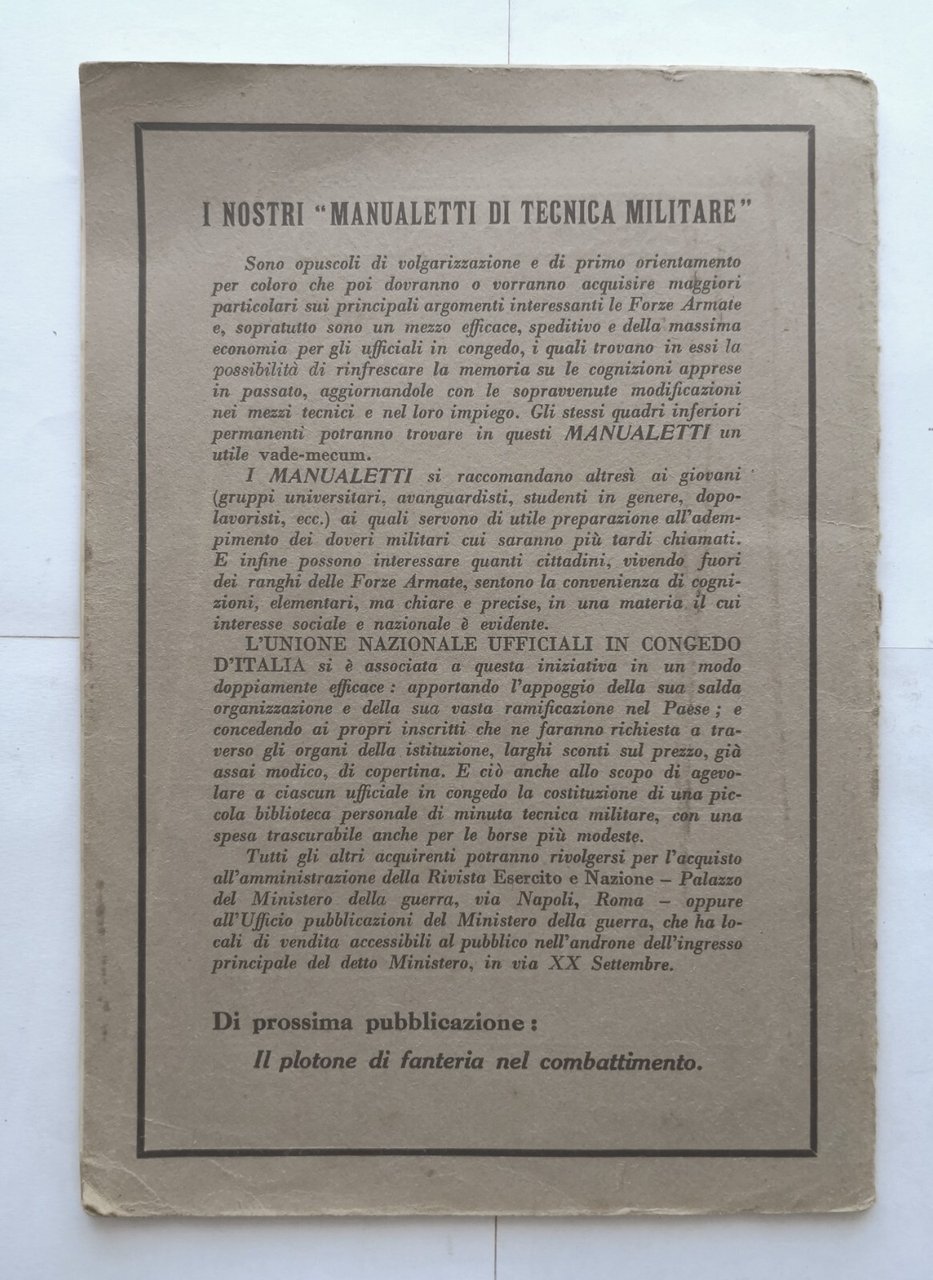 I NOSTRI “MANUALETTI DI TECNICA MILITARE”
Sono opuscoli di volgarizzazione e di primo orientamento
per coloro che poi dovranno o vorranno acquisire maggiori
particolari sui principali argomenti interessanti le Forze Armate
e, sopratutto sono un mezzo efficace, speditivo e della massima
economia per gli ufficiali in congedo, i quali trovano in essi la
possibilità di rinfrescare la memoria su le cognizioni apprese
in passato, aggiornandole con le sopravvenute modificazioni
nei mezzi tecnici e nel loro impiego. Gli stessi quadri inferiori
permanenti potranno trovare in questi MANUALETTI un
utile vade-mecum.
I MANUALETTI si raccomandano altresì ai giovani
(gruppi universitari, avanguardisti, studenti in genere, dopo-
lavoristi, ecc.) ai quali servono di utile preparazione all'adem-
pimento dei doveri militari cui saranno più tardi chiamati.
E infine possono interessare quanti cittadini, vivendo fuori
dei ranghi delle Forze Armate, sentono la convenienza di cogni-
zioni, elementari, ma chiare e precise, in una materia il cui
interesse sociale e nazionale è evidente.
L'UNIONE NAZIONALE UFFICIALI IN CONGEDO
D'ITALIA si è associata a questa iniziativa in un modo
doppiamente efficace : apportando l'appoggio della sua salda
organizzazione e della sua vasta ramificazione nel Paese ; e
concedendo ai propri inscritti che ne faranno richiesta a tra-
verso gli organi della istituzione, larghi sconti sul prezzo, già
assai modico, di copertina. E ciò anche allo scopo di agevo-
lare a ciascun ufficiale in congedo la costituzione di una pic-
cola biblioteca personale di minuta tecnica militare, con una
spesa trascurabile anche per le borse più modeste.
Tutti gli altri acquirenti potranno rivolgersi per l'acquisto
all'amministrazione della Rivista Esercito e Nazione – Palazzo
del Ministero della guerra, via Napoli, Roma – oppure
all'Ufficio pubblicazioni del Ministero della guerra, che ha lo-
cali di vendita accessibili al pubblico nell'androne dell'ingresso
principale del detto Ministero, in via XX Settembre.
Di prossima pubblicazione :
Il plotone di fanteria nel combattimento.